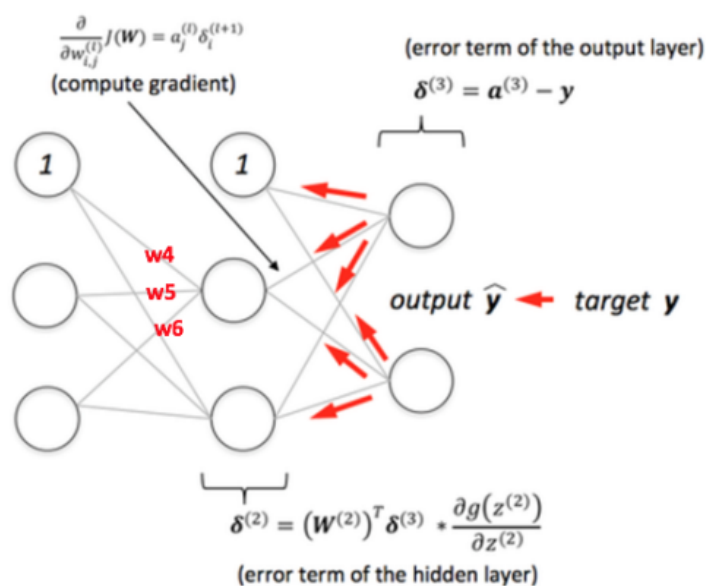 ∂/∂w_{i,j}^{(l)} J(W) = a_j^{(l)} δ_i^{(l+1)}
(compute gradient)
(error term of the output layer)
δ^{(3)} = a^{(3)} − y
1
1
w4
w5
w6
output ŷ
target y
δ^{(2)} = (W^{(2)})^T δ^{(3)} * ∂g(z^{(2)})/∂z^{(2)}
(error term of the hidden layer)